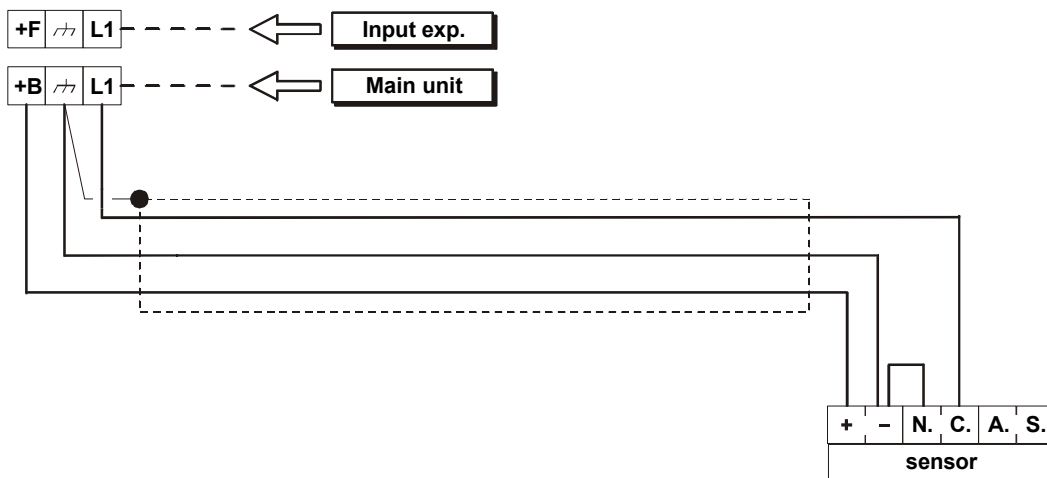 +F L1 Input exp.
+B L1 Main unit
+ – N. C. A. S.
sensor